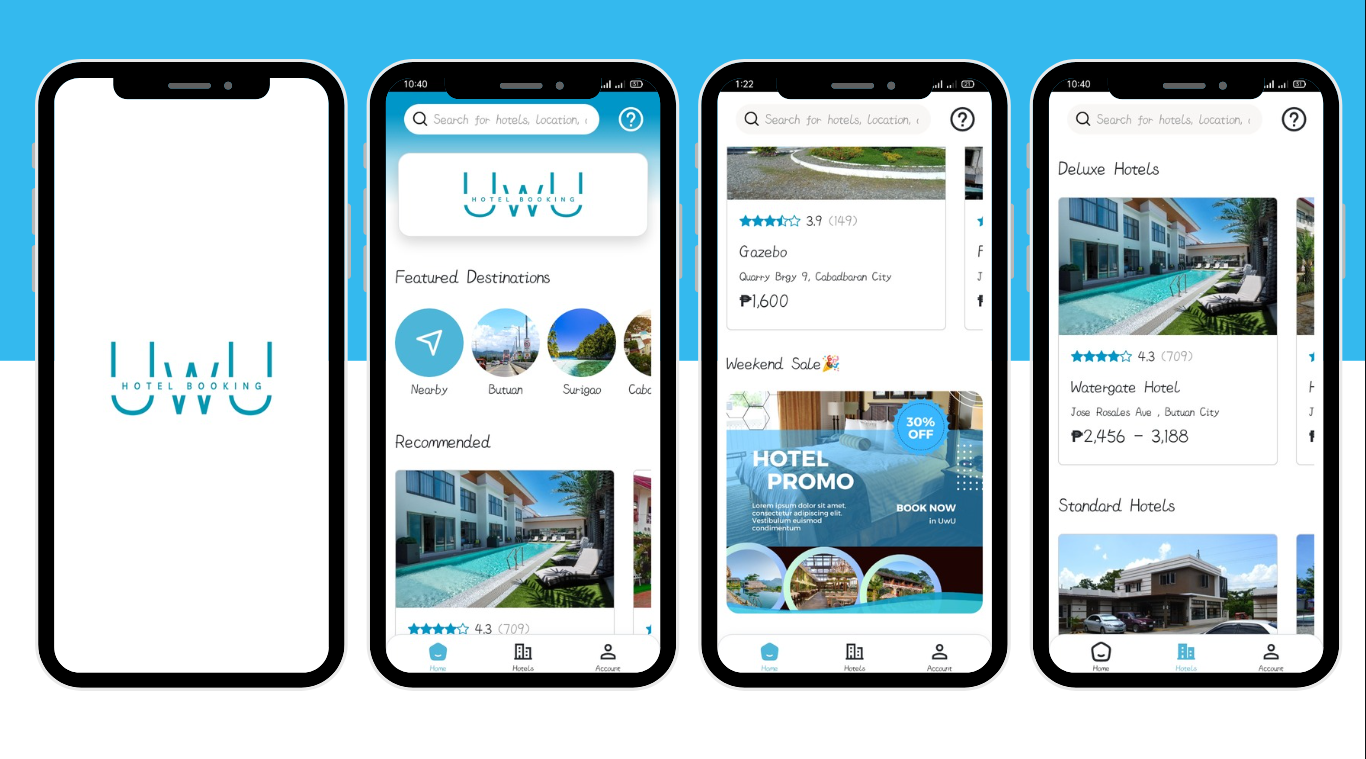 UWU
HOTEL BOOKING
10:40
51
Search for hotels, location,
?
UWU
HOTEL BOOKING
Featured Destinations
Nearby
Butuan
Surigao
Caba
Recommended
4.3 (709)
Home
Hotels
Account
1:22
Search for hotels, location,
?
3.9 (149)
Gazebo
Quarry Brgy 9, Cabadbaran City
₱1,600
F
J
₱
Weekend Sale🎉
30%
OFF
HOTEL
PROMO
Lorem ipsum dolor sit amet,
consectetur adipiscing elit.
Vestibulum euismod
condimentum
BOOK NOW
in UwU
Home
Hotels
Account
10:40
51
Search for hotels, location,
?
Deluxe Hotels
4.3 (709)
Watergate Hotel
Jose Rosales Ave , Butuan City
₱2,456 - 3,188
H
J
₱
Standard Hotels
Home
Hotels
Account